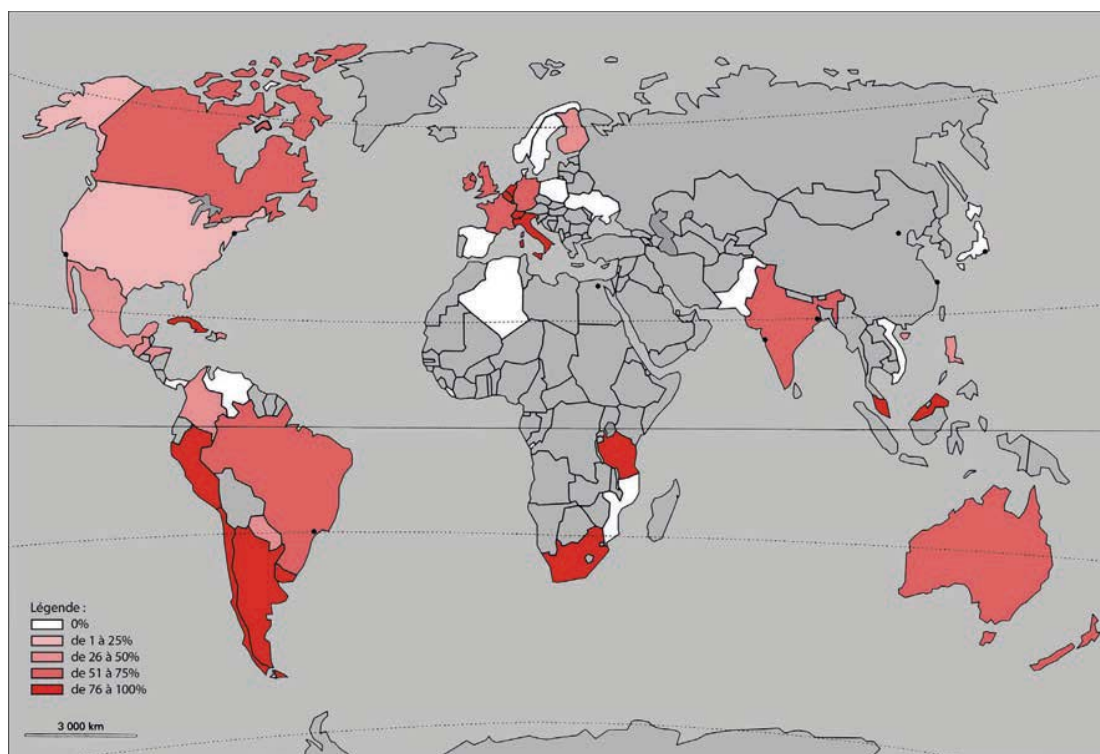 Légende :
0%
de 1 à 25%
de 26 à 50%
de 51 à 75%
de 76 à 100%
3 000 km